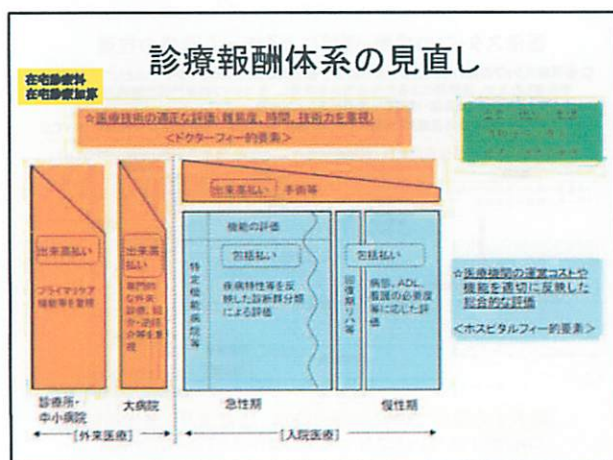 診療報酬体系の見直し
在宅診療料
在宅診療加算
☆医療技術の適正な評価(難易度、時間、技術力を重視)
<ドクターフィー的要素>
出来高払い 手術等
出来高払い
プライマリケア
機能等を重視
出来高
払い
専門的
な外来
診療、紹
介等を重
視
機能の評価
特定機能病院等
包括払い
疾病特性等を反
映した診断群分類
による評価
回復期リハ等
包括払い
病態、ADL、
看護の必要度
等に応じた評
価
☆医療機関の運営コストや
機能を適切に反映した
総合的な評価
<ホスピタルフィー的要素>
診療所・
中小病院
大病院
急性期
慢性期
[外来医療]
[入院医療]